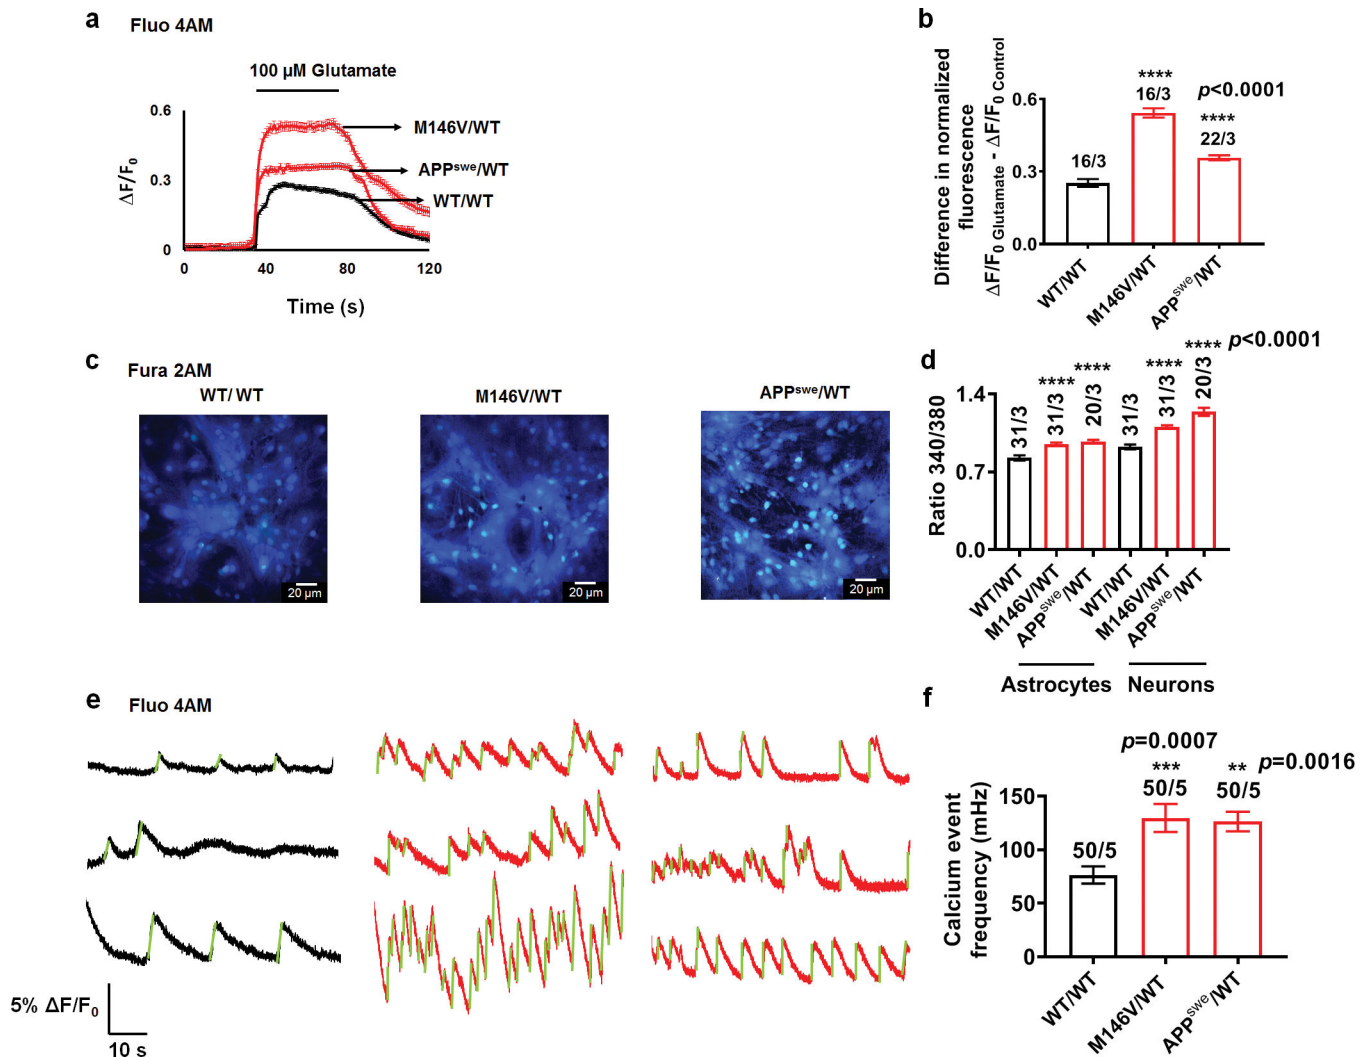 a
Fluo 4AM
100 µM Glutamate
ΔF/F0
0.6
0.3
0
0
40
80
120
Time (s)
M146V/WT
APPswe/WT
WT/WT
b
Difference in normalized
fluorescence
ΔF/F0 Glutamate - ΔF/F0 Control
0.6
0.3
0.0
16/3
****
16/3
p<0.0001
****
22/3
WT/WT
M146V/WT
APPswe/WT
c
Fura 2AM
WT/ WT
M146V/WT
APPswe/WT
20 µm
20 µm
20 µm
d
Ratio 340/380
1.4
0.7
0.0
31/3
****
31/3
****
20/3
31/3
****
31/3
****
20/3
p<0.0001
WT/WT
M146V/WT
APPswe/WT
WT/WT
M146V/WT
APPswe/WT
Astrocytes
Neurons
e
Fluo 4AM
5% ΔF/F0
10 s
f
Calcium event
frequency (mHz)
150
100
50
0
50/5
p=0.0007
***
50/5
**
50/5
p=0.0016
WT/WT
M146V/WT
APPswe/WT